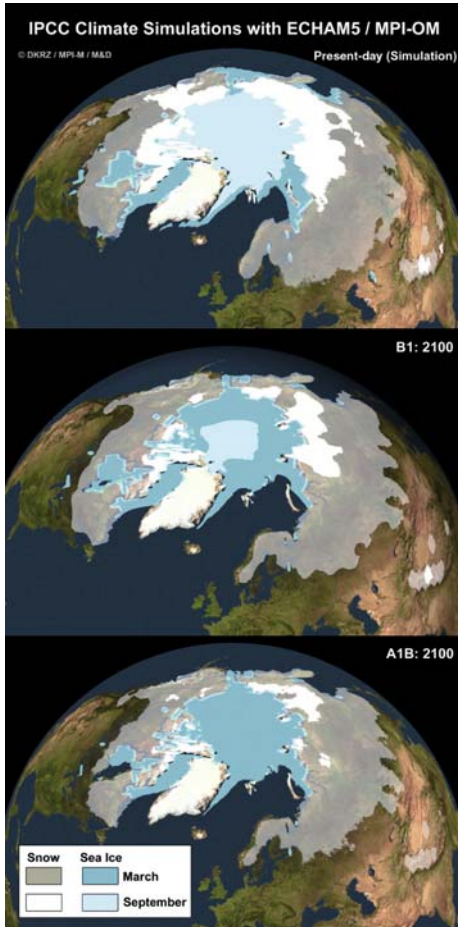 IPCC Climate Simulations with ECHAM5 / MPI-OM
© DKRZ / MPI-M / M&D
Present-day (Simulation)
B1: 2100
A1B: 2100
Snow Sea Ice
March
September